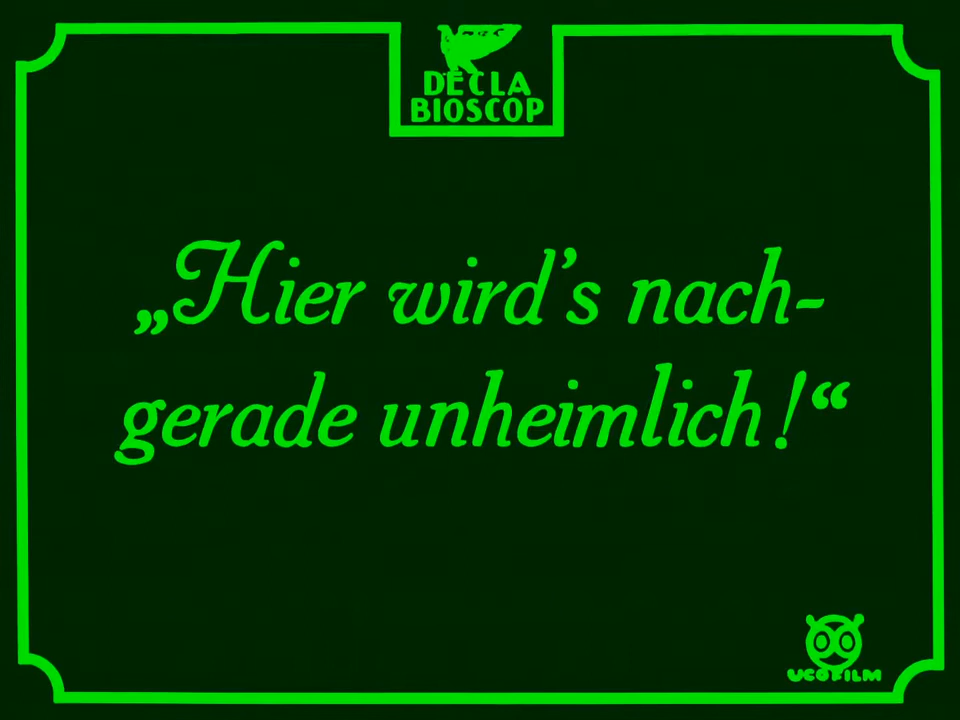 DECLA
BIOSCOP
„Hier wird’s nach-
gerade unheimlich!“
UCOFILM